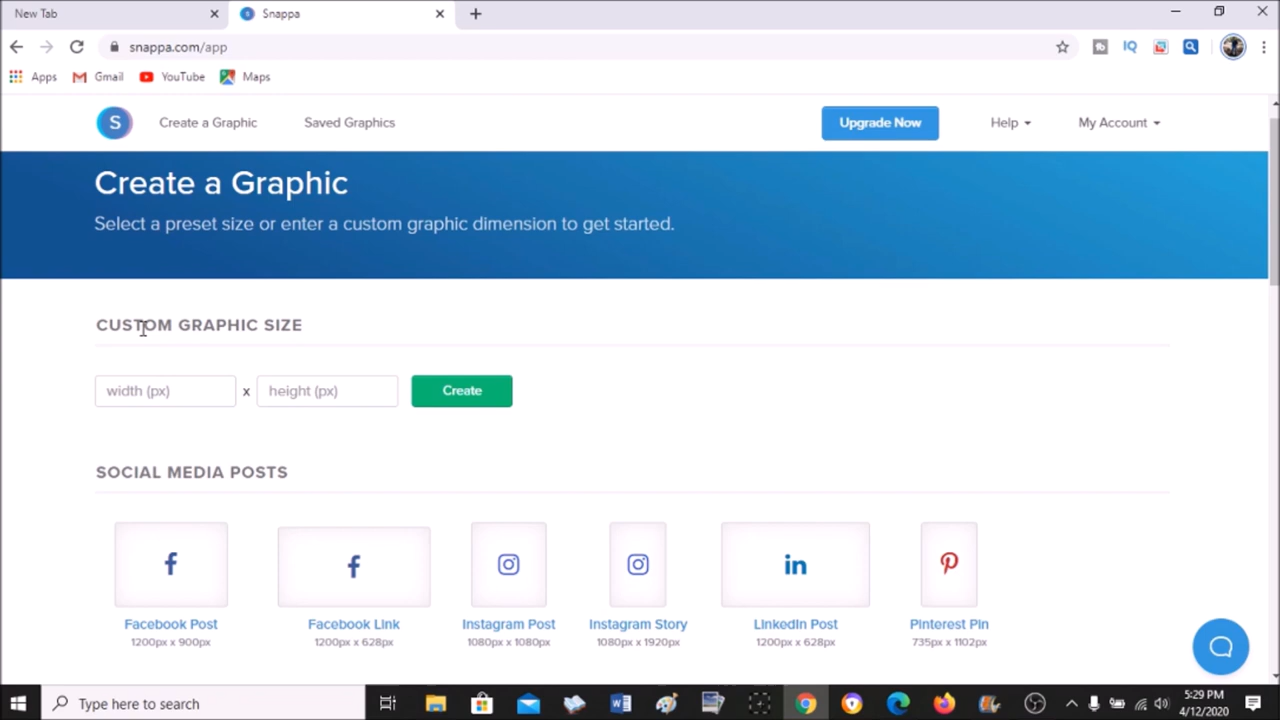 New Tab
Snappa
snappa.com/app
IQ
Apps Gmail YouTube Maps
S Create a Graphic Saved Graphics Upgrade Now Help My Account
Create a Graphic
Select a preset size or enter a custom graphic dimension to get started.
CUSTOM GRAPHIC SIZE
width (px) x height (px) Create
SOCIAL MEDIA POSTS
Facebook Post Facebook Link Instagram Post Instagram Story LinkedIn Post Pinterest Pin
1200px x 900px 1200px x 628px 1080px x 1080px 1080px x 1920px 1200px x 628px 735px x 1102px
Type here to search
5:29 PM
4/12/2020